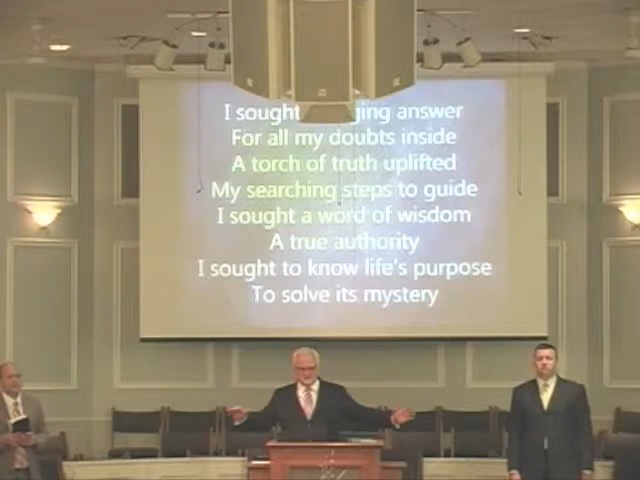 I sought ging answer
For all my doubts inside
A torch of truth uplifted
My searching steps to guide
I sought a word of wisdom
A true authority
I sought to know life's purpose
To solve its mystery